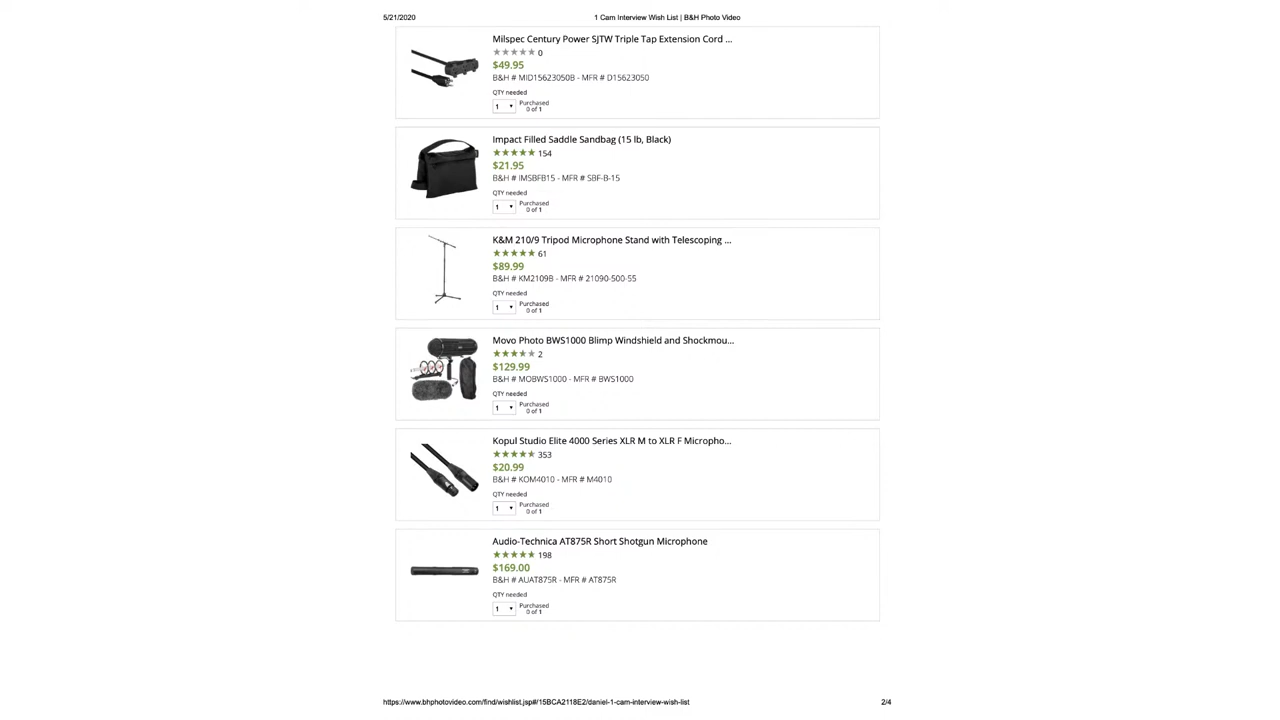 5/21/2020 1 Cam Interview Wish List | B&H Photo Video
Milspec Century Power SJTW Triple Tap Extension Cord ...
0
$49.95
B&H # MID15623050B - MFR # D15623050
QTY needed
1 Purchased
0 of 1
Impact Filled Saddle Sandbag (15 lb, Black)
154
$21.95
B&H # IMSBFB15 - MFR # SBF-B-15
QTY needed
1 Purchased
0 of 1
K&M 210/9 Tripod Microphone Stand with Telescoping ...
61
$89.99
B&H # KM2109B - MFR # 21090-500-55
QTY needed
1 Purchased
0 of 1
Movo Photo BWS1000 Blimp Windshield and Shockmou...
2
$129.99
B&H # MOBWS1000 - MFR # BWS1000
QTY needed
1 Purchased
0 of 1
Kopul Studio Elite 4000 Series XLR M to XLR F Micropho...
353
$20.99
B&H # KOM4010 - MFR # M4010
QTY needed
1 Purchased
0 of 1
Audio-Technica AT875R Short Shotgun Microphone
198
$169.00
B&H # AUAT875R - MFR # AT875R
QTY needed
1 Purchased
0 of 1
https://www.bhphotovideo.com/find/wishlist.jsp#/15BCA2118E2/daniel-1-cam-interview-wish-list 2/4